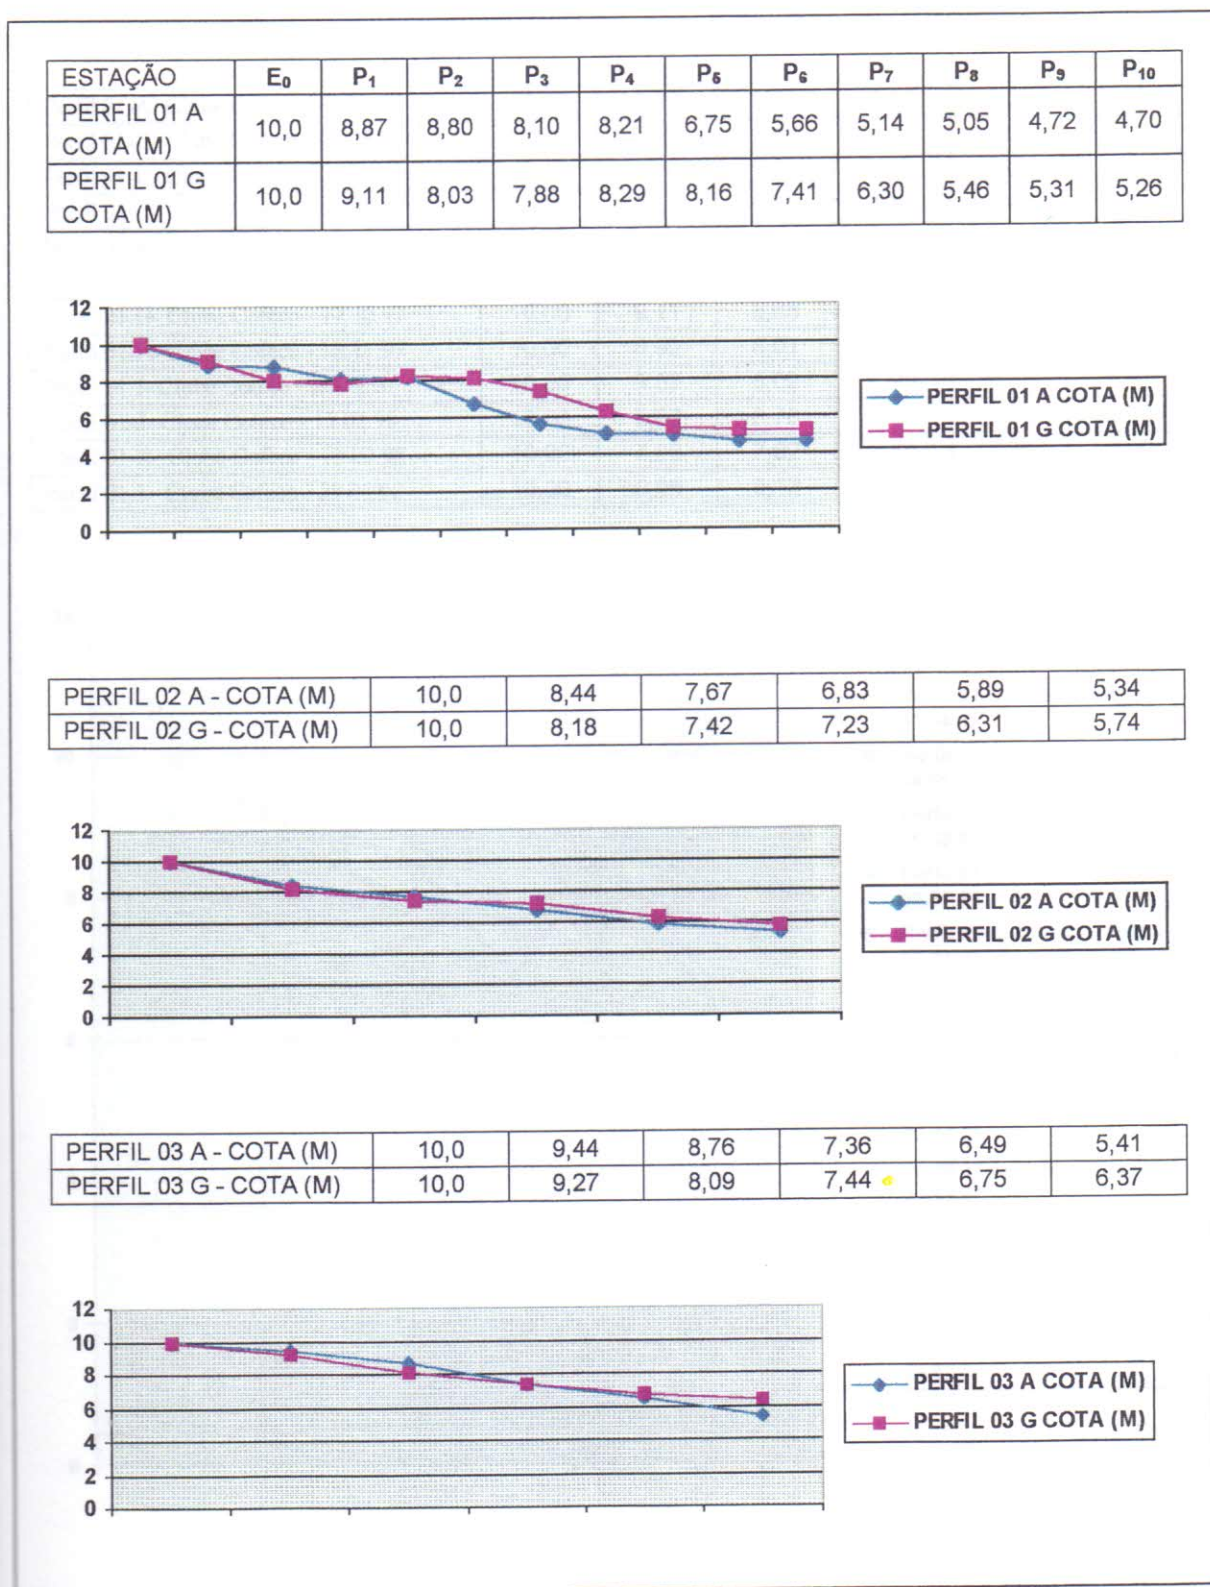 ESTAÇÃO E₀ P₁ P₂ P₃ P₄ P₅ P₆ P₇ P₈ P₉ P₁₀
PERFIL 01 A
COTA (M) 10,0 8,87 8,80 8,10 8,21 6,75 5,66 5,14 5,05 4,72 4,70
PERFIL 01 G
COTA (M) 10,0 9,11 8,03 7,88 8,29 8,16 7,41 6,30 5,46 5,31 5,26
12
10
8
6
4
2
0
PERFIL 01 A COTA (M)
PERFIL 01 G COTA (M)
PERFIL 02 A - COTA (M) 10,0 8,44 7,67 6,83 5,89 5,34
PERFIL 02 G - COTA (M) 10,0 8,18 7,42 7,23 6,31 5,74
12
10
8
6
4
2
0
PERFIL 02 A COTA (M)
PERFIL 02 G COTA (M)
PERFIL 03 A - COTA (M) 10,0 9,44 8,76 7,36 6,49 5,41
PERFIL 03 G - COTA (M) 10,0 9,27 8,09 7,44 6,75 6,37
12
10
8
6
4
2
0
PERFIL 03 A COTA (M)
PERFIL 03 G COTA (M)